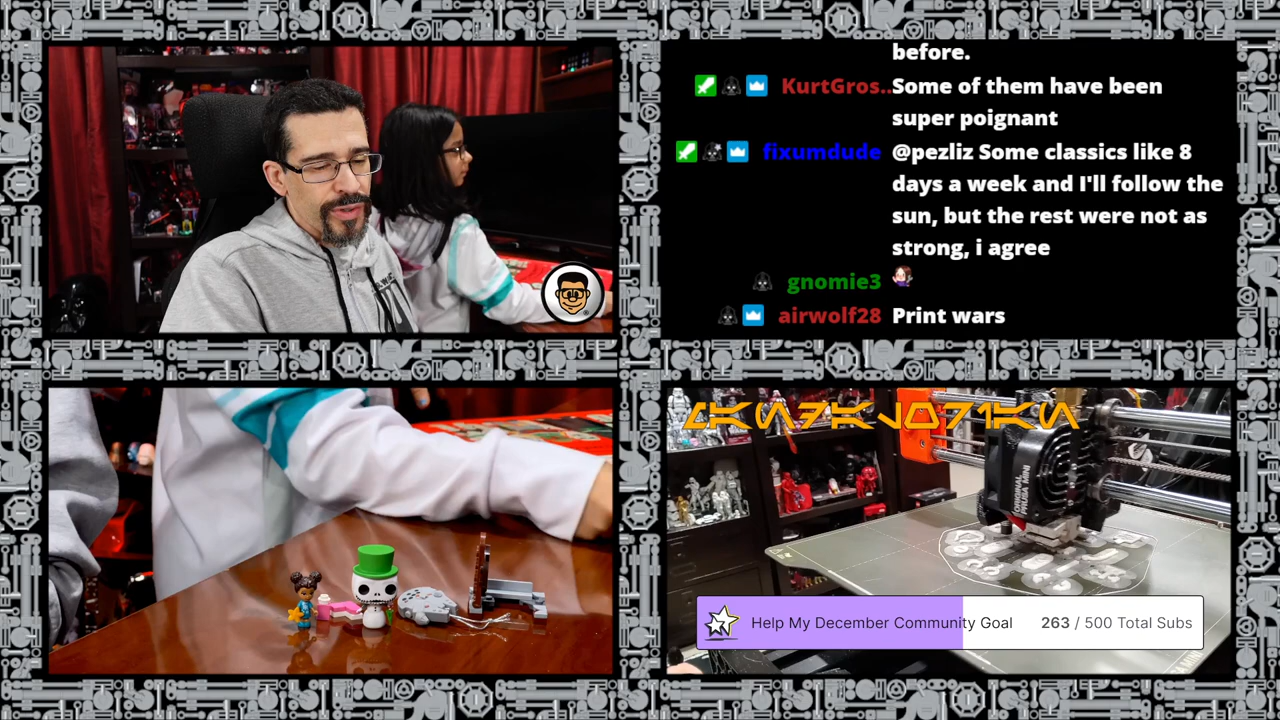 before.
KurtGros.. Some of them have been
super poignant
fixumdude @pezliz Some classics like 8
days a week and I'll follow the
sun, but the rest were not as
strong, i agree
gnomie3
airwolf28 Print wars
ORIGINAL
PRUSA MINI
Help My December Community Goal 263 / 500 Total Subs